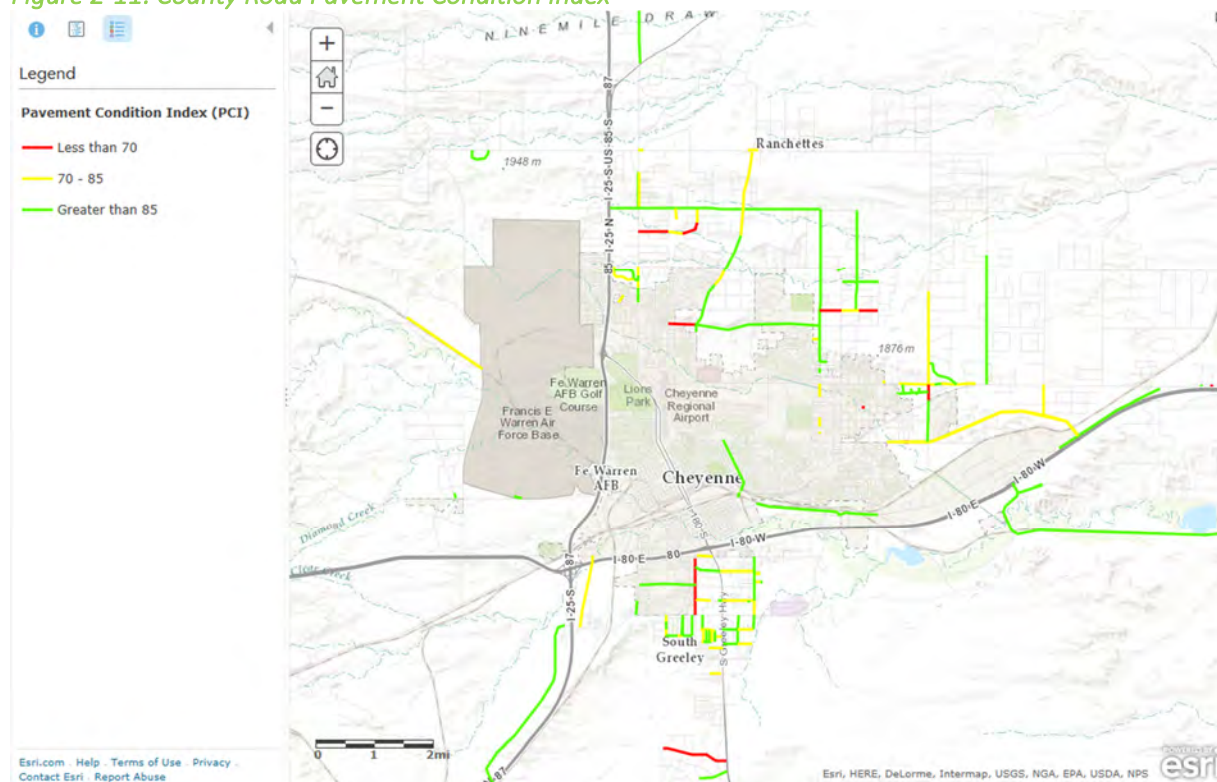 Figure 2-11. County Road Pavement Condition Index
Legend
Pavement Condition Index (PCI)
Less than 70
70 - 85
Greater than 85
Esri.com . Help . Terms of Use . Privacy .
Contact Esri . Report Abuse
+
−
NINEMILE DRAW
87
I-25-N
I-25-S-US-85-S
85
Ranchettes
1948 m
1876 m
Fe Warren
AFB Golf
Course
Lions
Park
Cheyenne
Regional
Airport
Francis E
Warren Air
Force Base
Fe Warren
AFB
Cheyenne
I-80-W
I-80-E
Diamond Creek
Clear Creek
I-80-E
80
I-80-W
I-180-S
87
I-25-S
South
Greeley
S Greeley Hwy
87
0 1 2mi
Esri, HERE, DeLorme, Intermap, USGS, NGA, EPA, USDA, NPS
esri